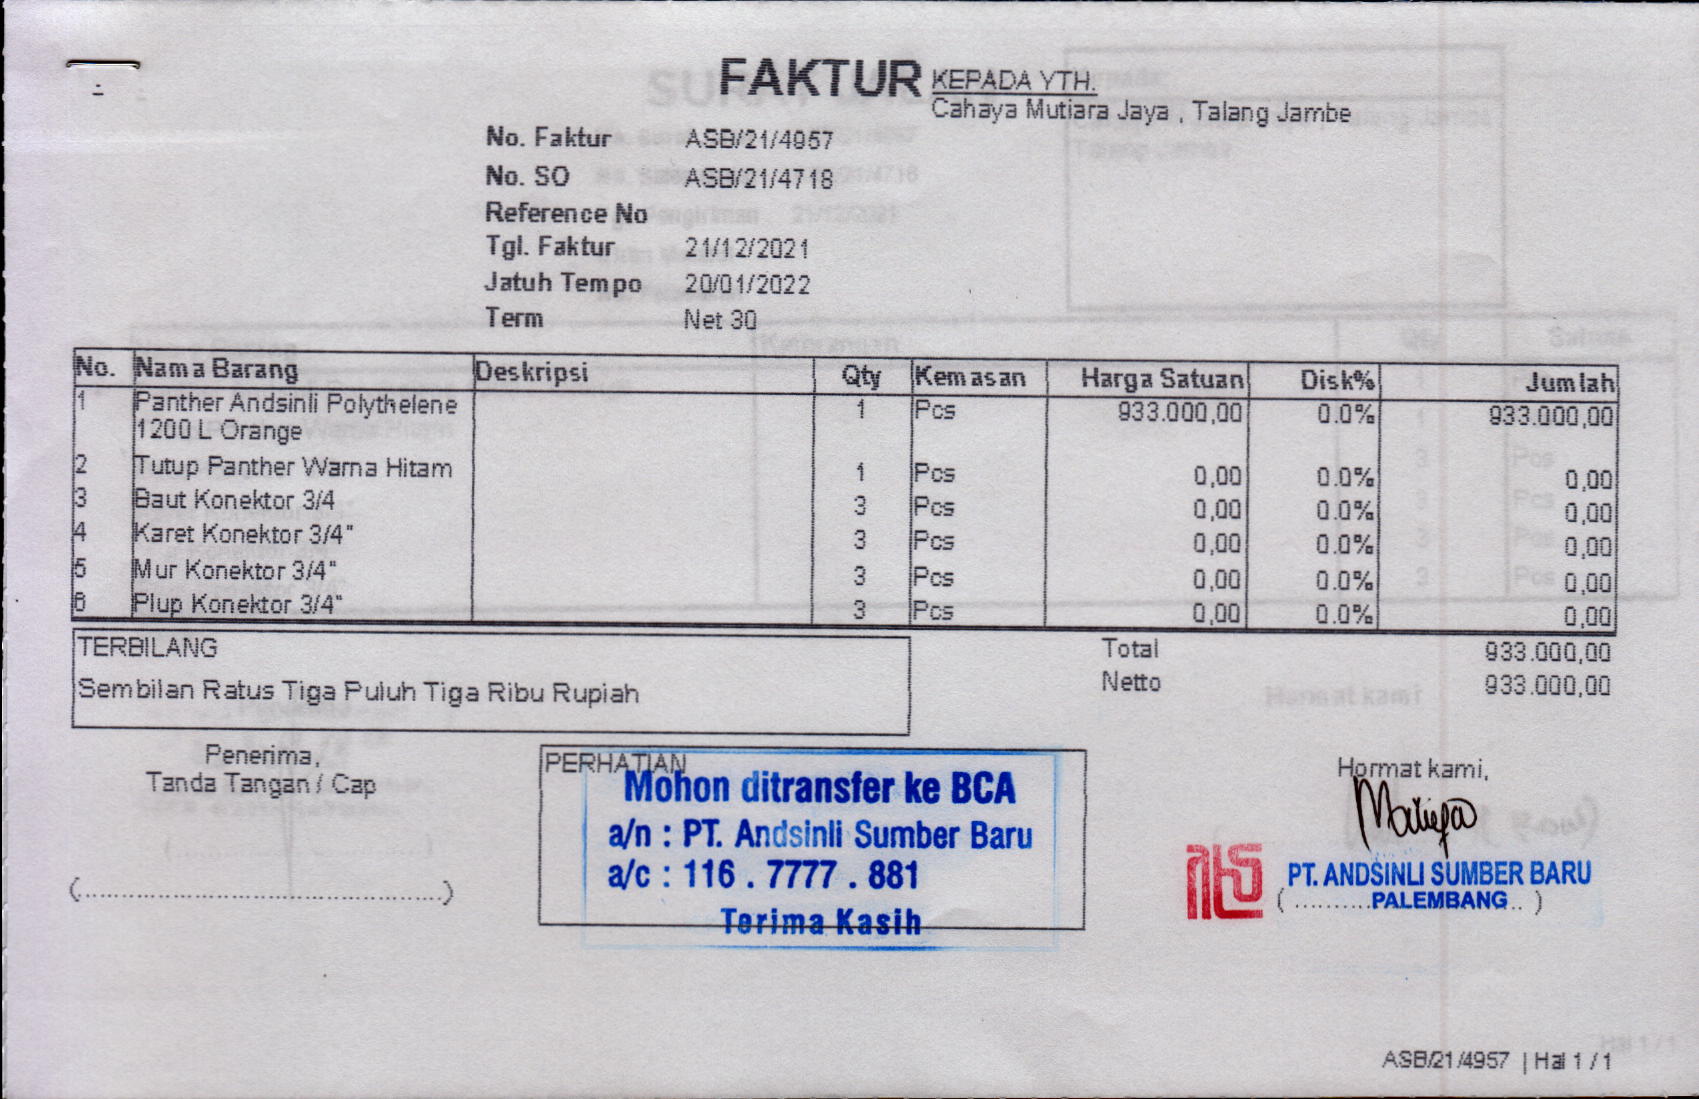 FAKTUR
KEPADA YTH.
Cahaya Mutiara Jaya , Talang Jambe
No. Faktur ASB/21/4957
No. SO ASB/21/4718
Reference No
Tgl. Faktur 21/12/2021
Jatuh Tempo 20/01/2022
Term Net 30
No. Nama Barang Deskripsi Qty Kemasan Harga Satuan Disk% Jumlah
1 Panther Andsinli Polythelene 1 Pcs 933.000,00 0.0% 933.000,00
1200 L Orange
2 Tutup Panther Warna Hitam 1 Pcs 0,00 0.0% 0,00
3 Baut Konektor 3/4 3 Pcs 0,00 0.0% 0,00
4 Karet Konektor 3/4" 3 Pcs 0,00 0.0% 0,00
5 Mur Konektor 3/4" 3 Pcs 0,00 0.0% 0,00
6 Plup Konektor 3/4" 3 Pcs 0,00 0.0% 0,00
TERBILANG
Sembilan Ratus Tiga Puluh Tiga Ribu Rupiah
Total 933.000,00
Netto 933.000,00
Penerima,
Tanda Tangan / Cap
(..............................................)
PERHATIAN
Mohon ditransfer ke BCA
a/n : PT. Andsinli Sumber Baru
a/c : 116 . 7777 . 881
Terima Kasih
Hormat kami,
PT. ANDSINLI SUMBER BARU
( ..........PALEMBANG.. )
ASB/21/4957 | Hal 1 / 1